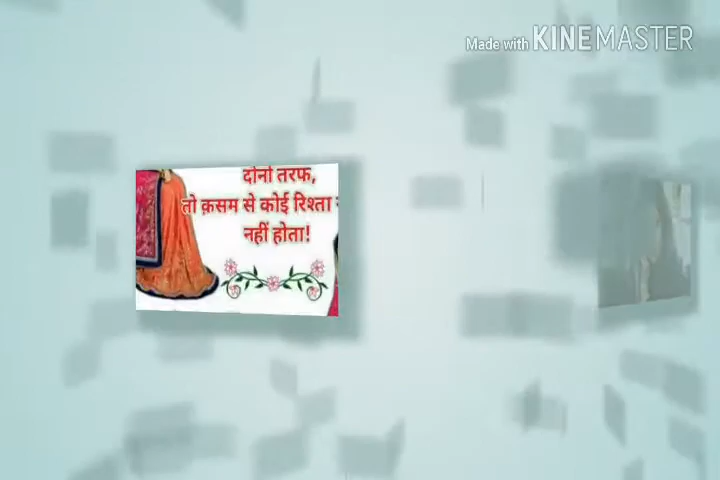 Made with KINEMASTER
दोनों तरफ,
तो क़सम से कोई रिश्ता
नहीं होता!